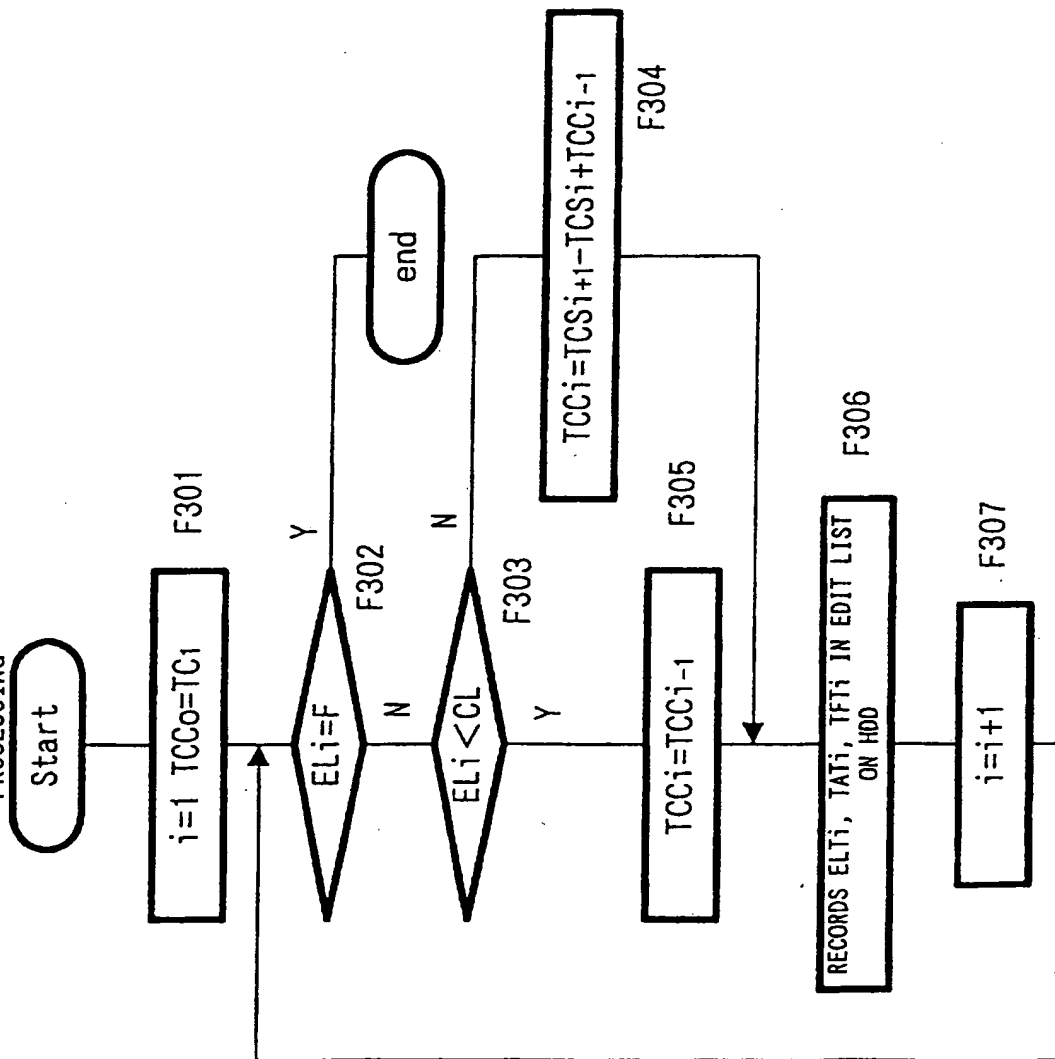 Start
i=1 TCC0=TC1
F301
ELi=F
Y
F302
end
N
ELi<CL
N
F303
TCCi=TCSi+1-TCSi+TCCi-1
F304
Y
TCCi=TCCi-1
F305
RECORDS ELTi, TATi, TFTi IN EDIT LIST
ON HDD
F306
i=i+1
F307